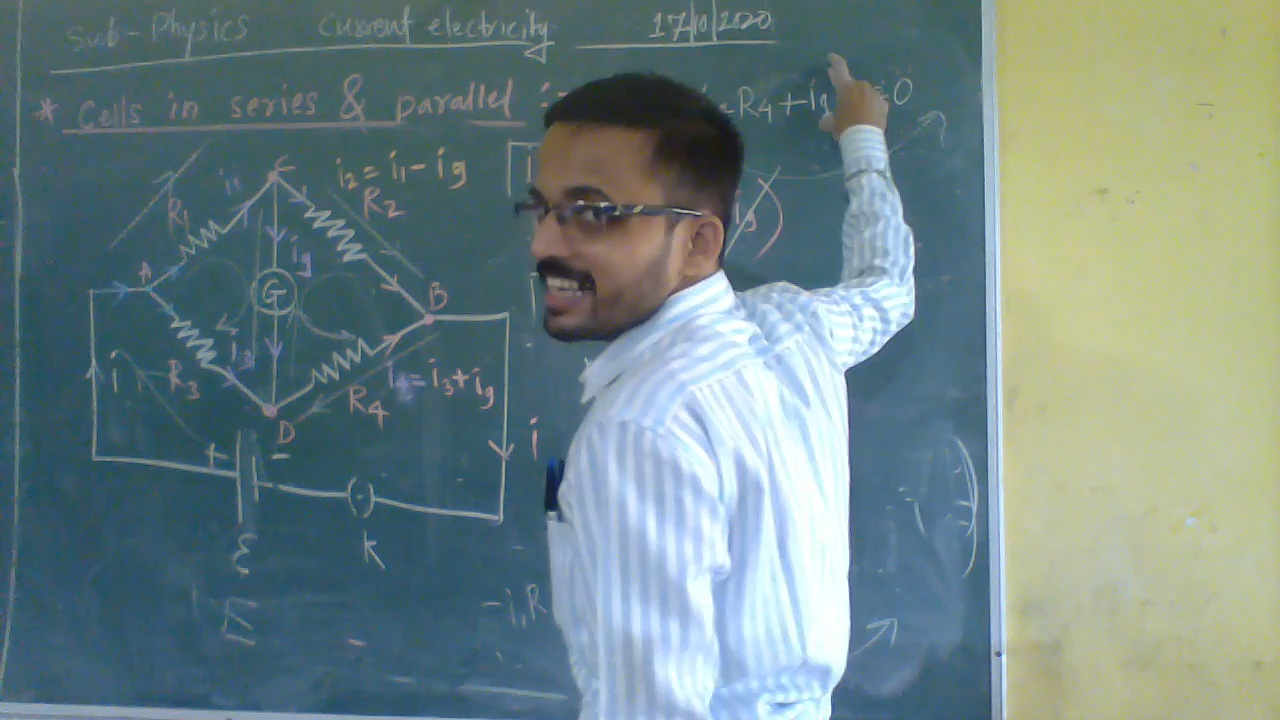 Sub-Physics Current electricity 17/10/2020
* Cells in series & parallel :-
R4 + ig =0
C
i1 i2 = i1 - ig
R1 R2
ig
A G B
i i3
R3 i4 = i3 + ig
R4
D
+ -
i
ε K
E
-i1R